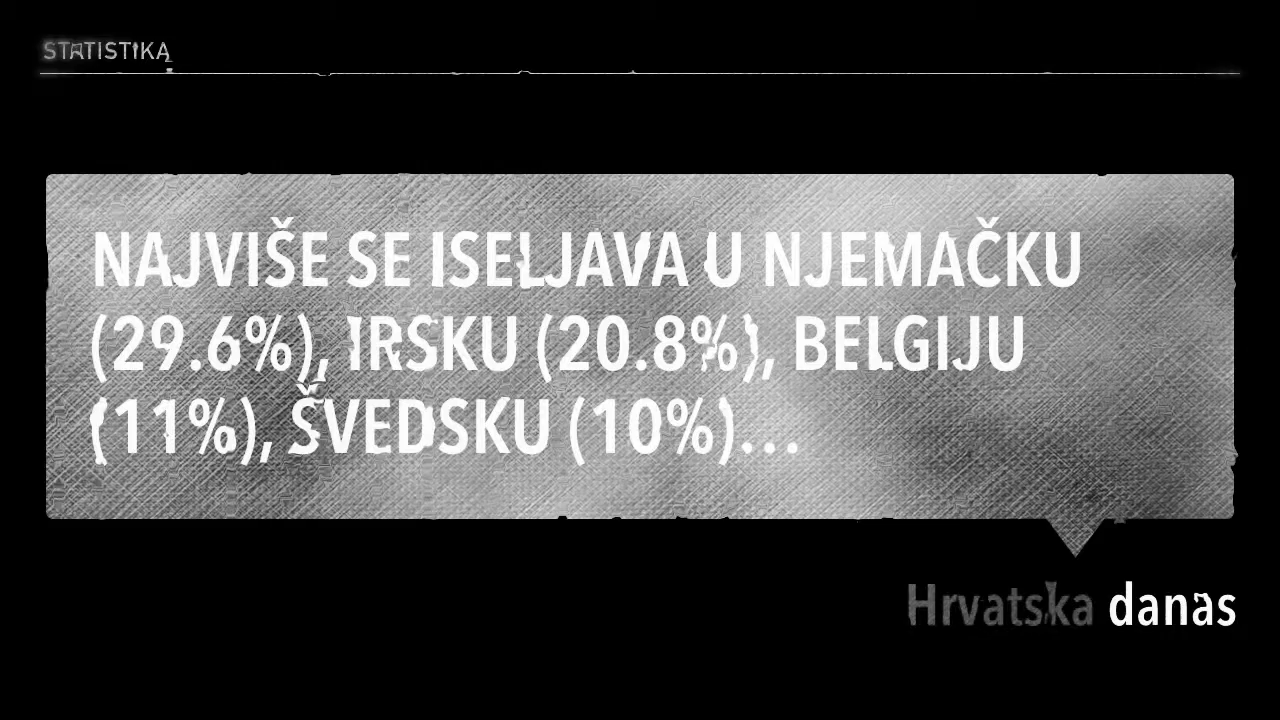 STATISTIKA
NAJVIŠE SE ISELJAVA U NJEMAČKU
(29.6%), IRSKU (20.8%), BELGIJU
(11%), ŠVEDSKU (10%)...
Hrvatska danas